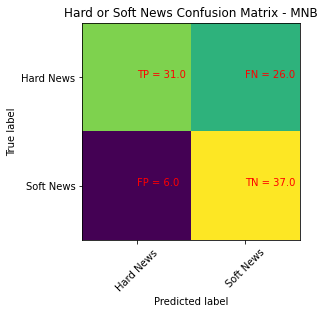 Hard or Soft News Confusion Matrix - MNB
True label
Hard News
TP = 31.0
FN = 26.0
Soft News
FP = 6.0
TN = 37.0
Hard News
Soft News
Predicted label